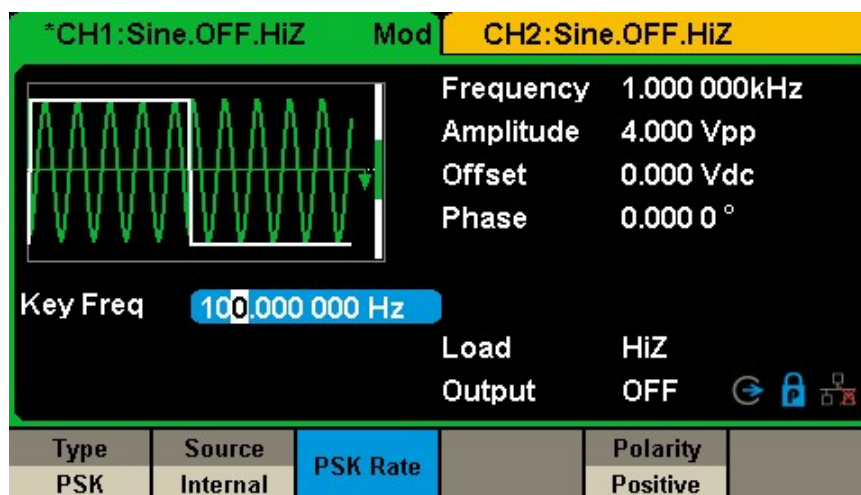 *CH1:Sine.OFF.HiZ Mod CH2:Sine.OFF.HiZ
Frequency 1.000 000kHz
Amplitude 4.000 Vpp
Offset 0.000 Vdc
Phase 0.000 0°
Key Freq 100.000 000 Hz
Load HiZ
Output OFF P
Type Source PSK Rate Polarity
PSK Internal Positive